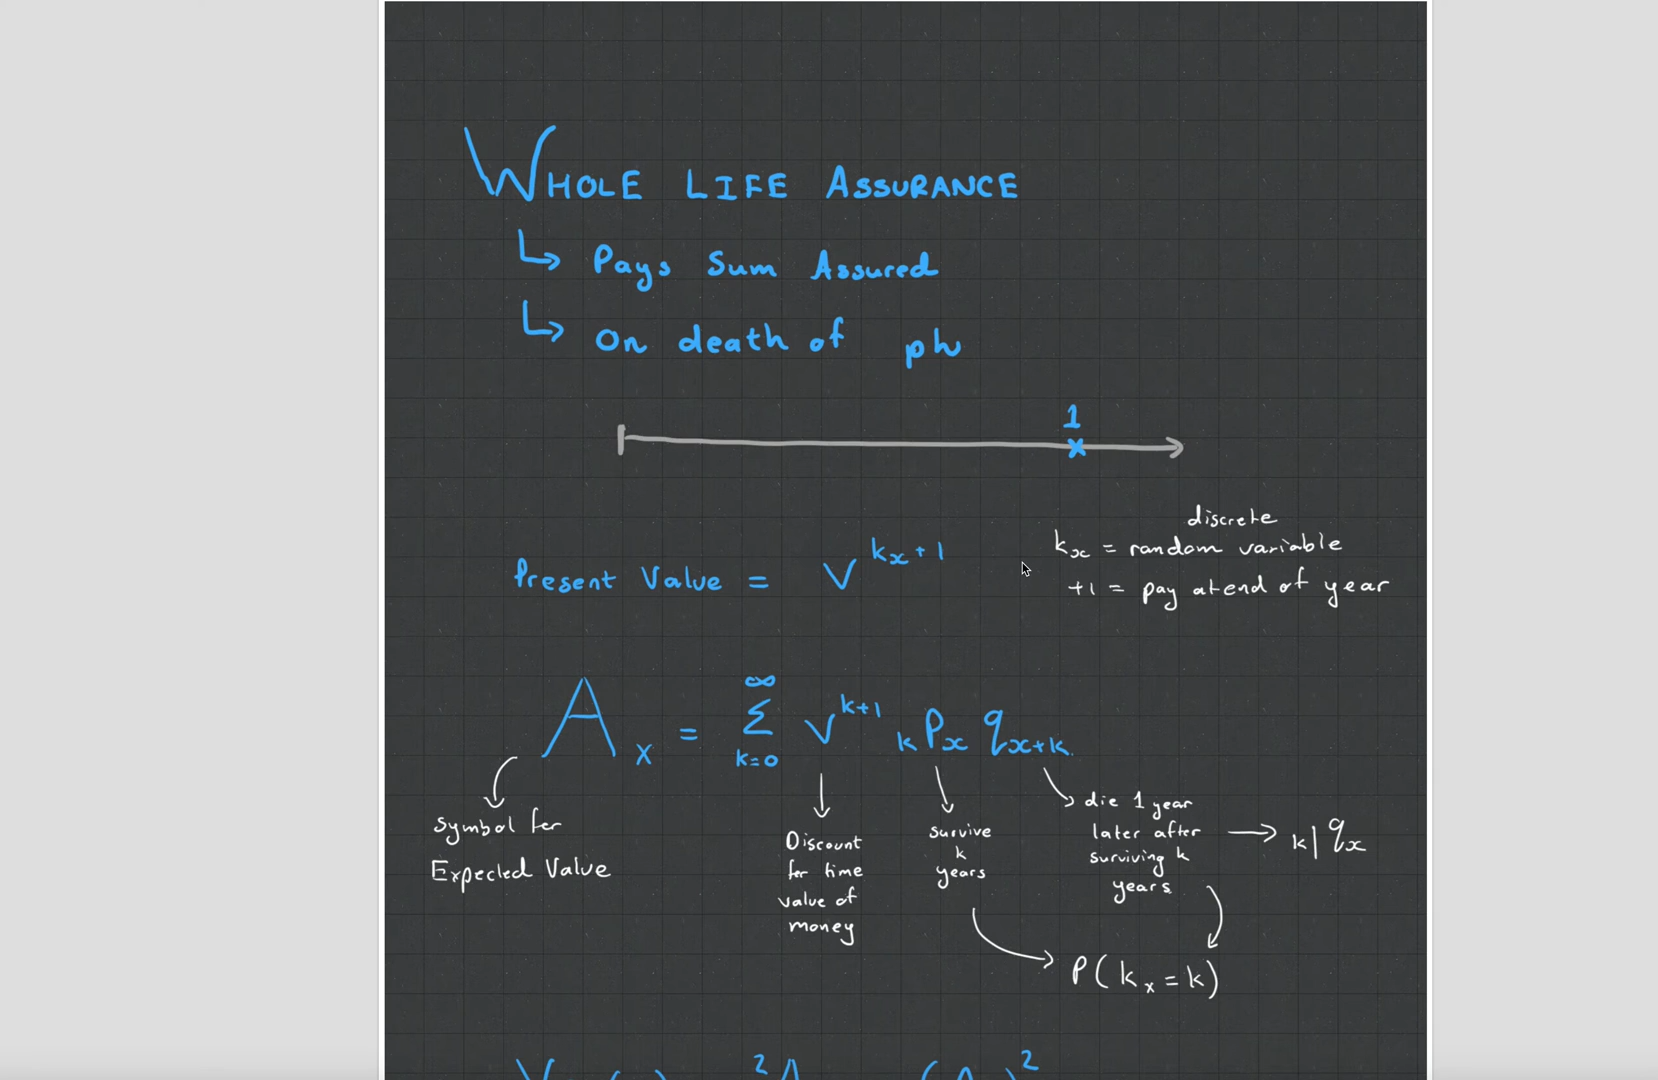 WHOLE LIFE ASSURANCE
↳ Pays Sum Assured
↳ On death of ph
1
x
discrete
kx = random variable
+1 = pay at end of year
Present Value = V^(kx + 1)
Ax = Σ_(k=0)^∞ V^(k+1) kPx qx+k
Symbol for
Expected Value
Discount
for time
value of
money
survive
k
years
die 1 year
later after
surviving k
years
k|qx
P(kx = k)